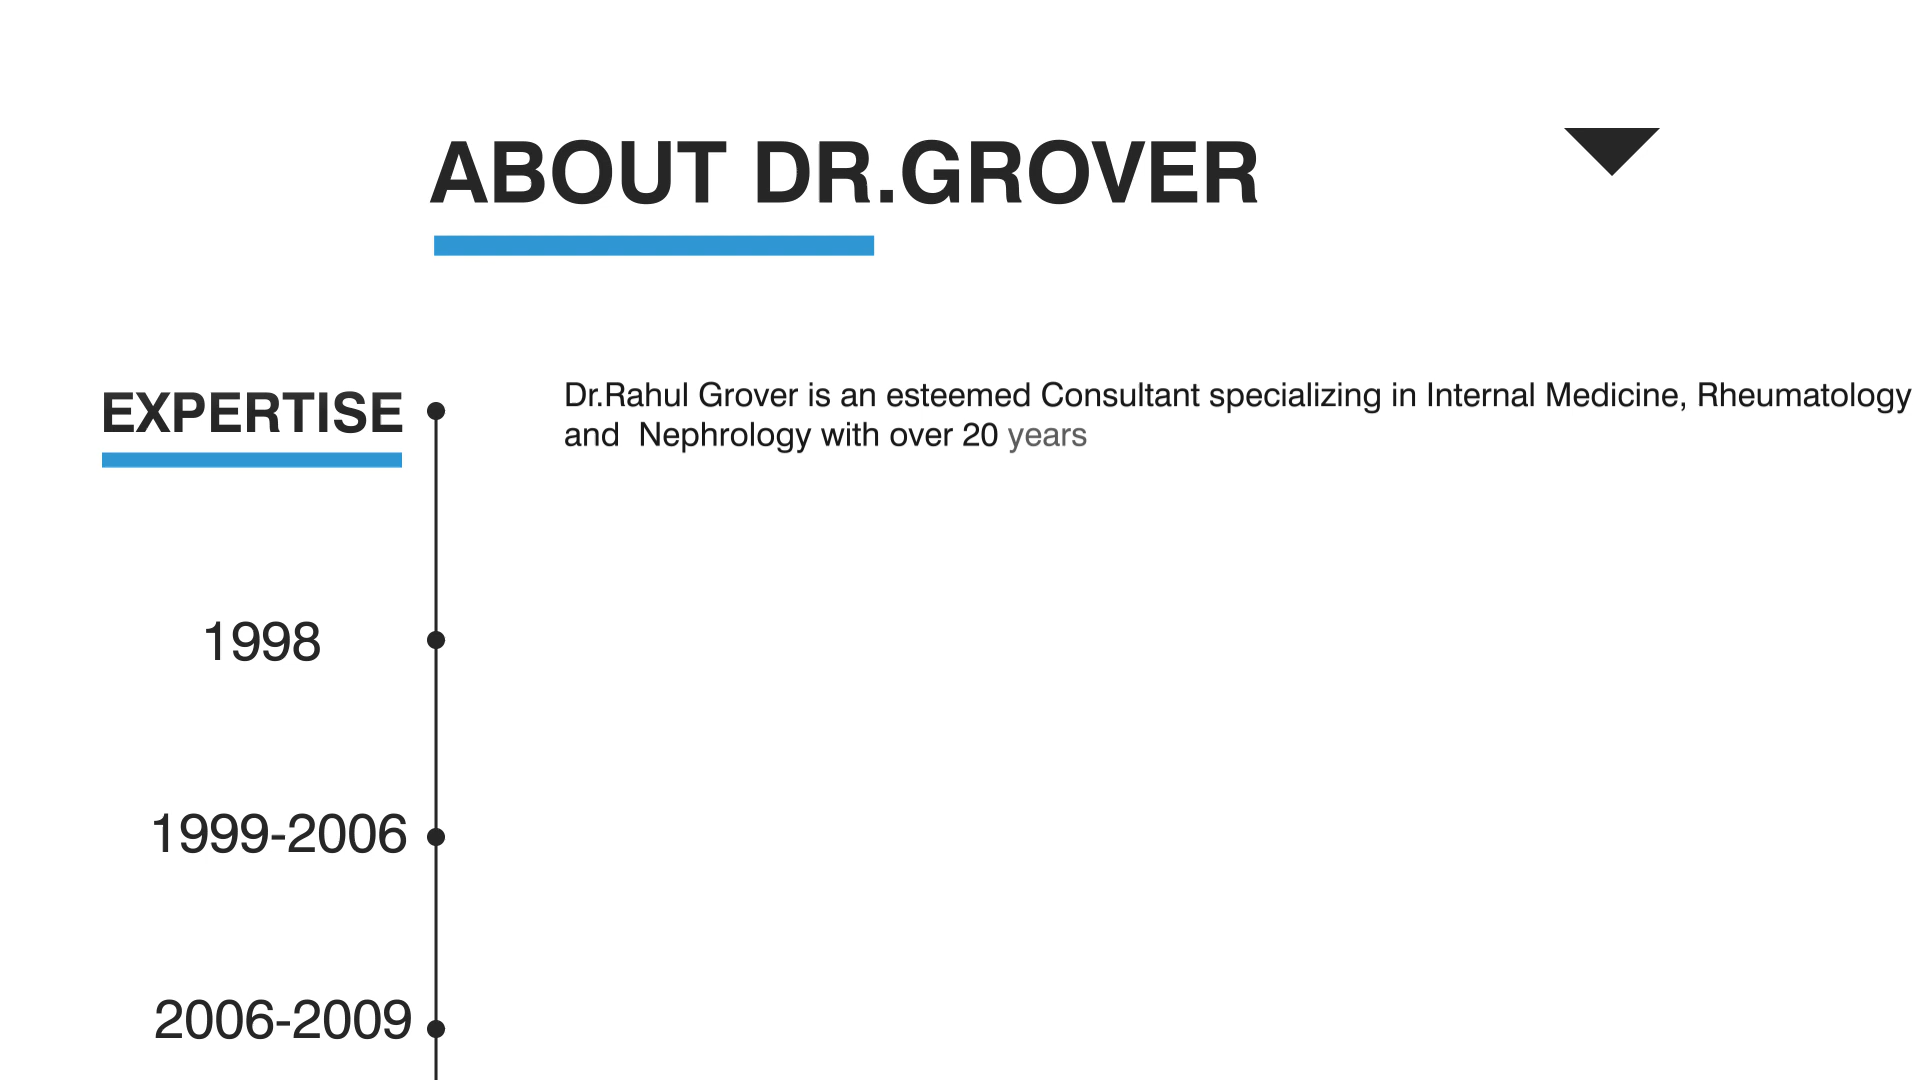 ABOUT DR.GROVER
EXPERTISE
Dr.Rahul Grover is an esteemed Consultant specializing in Internal Medicine, Rheumatology
and  Nephrology with over 20 years
1998
1999-2006
2006-2009